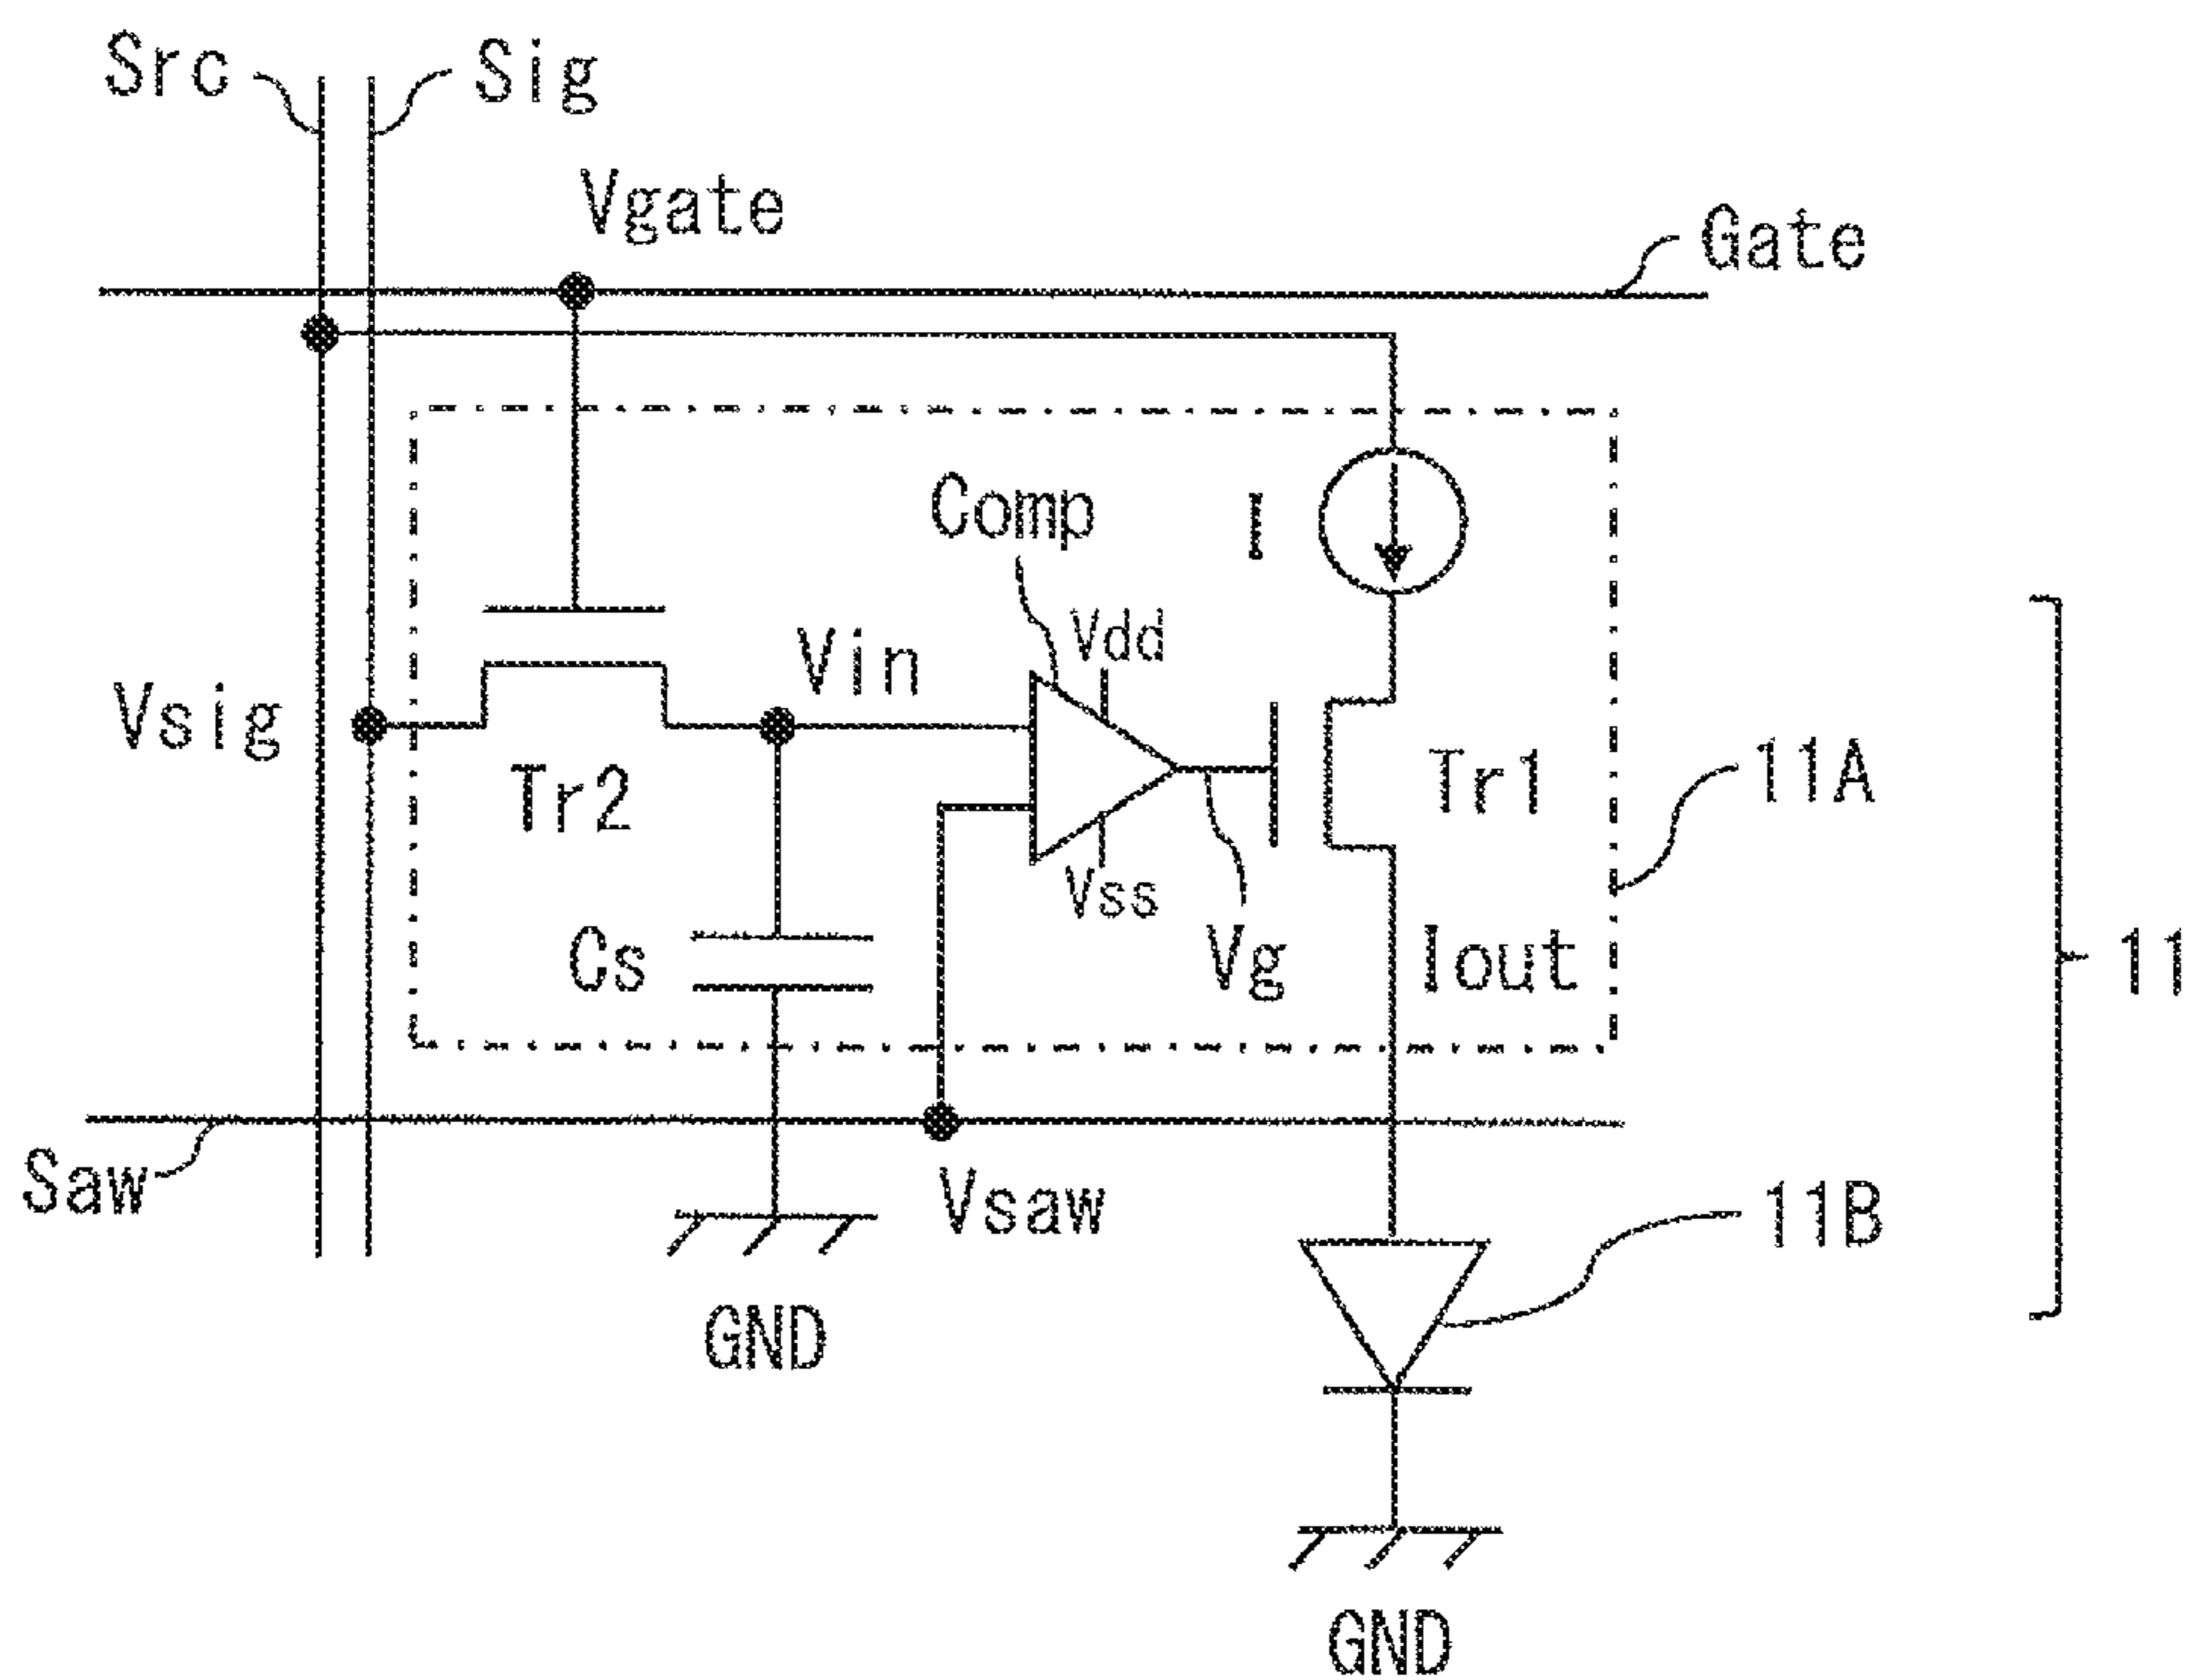 Src
Sig
Vgate
Gate
Comp
I
Vdd
Vin
Vsig
Tr2
Tr1
11A
Vss
Cs
Vg
Iout
11
Saw
Vsaw
11B
GND
GND